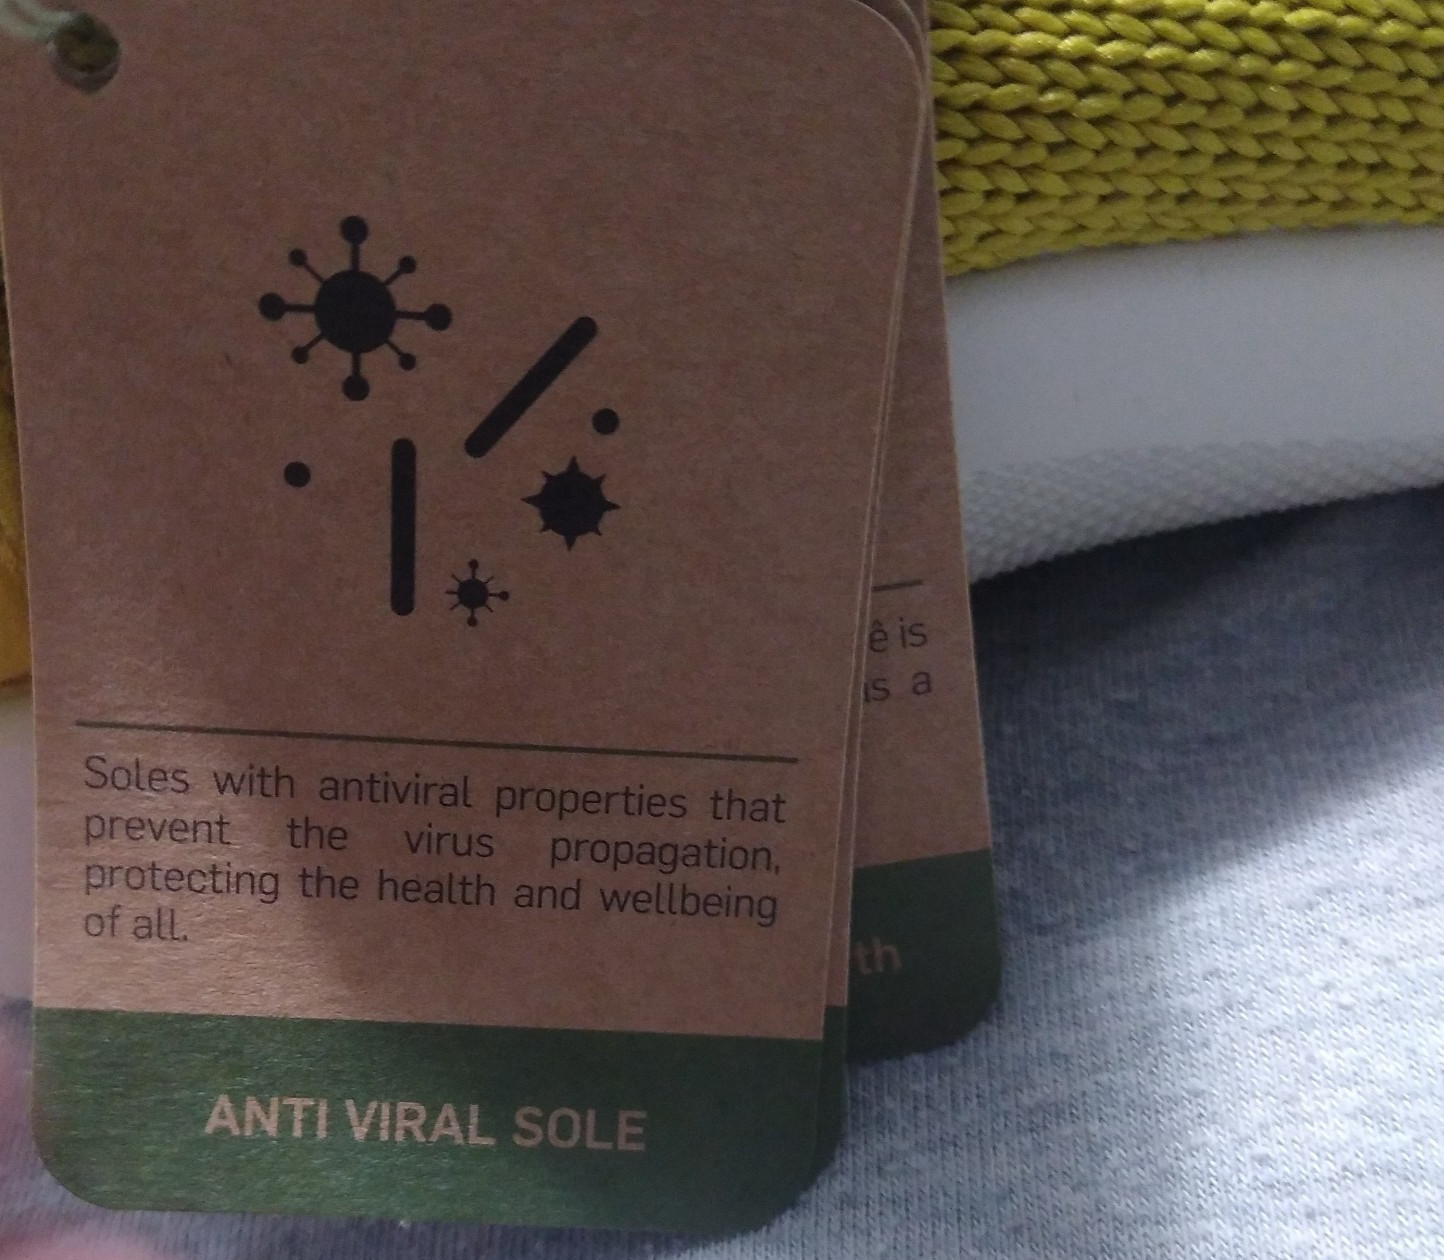 Soles with antiviral properties that
prevent the virus propagation,
protecting the health and wellbeing
of all.
ANTI VIRAL SOLE
ê is
as a
th